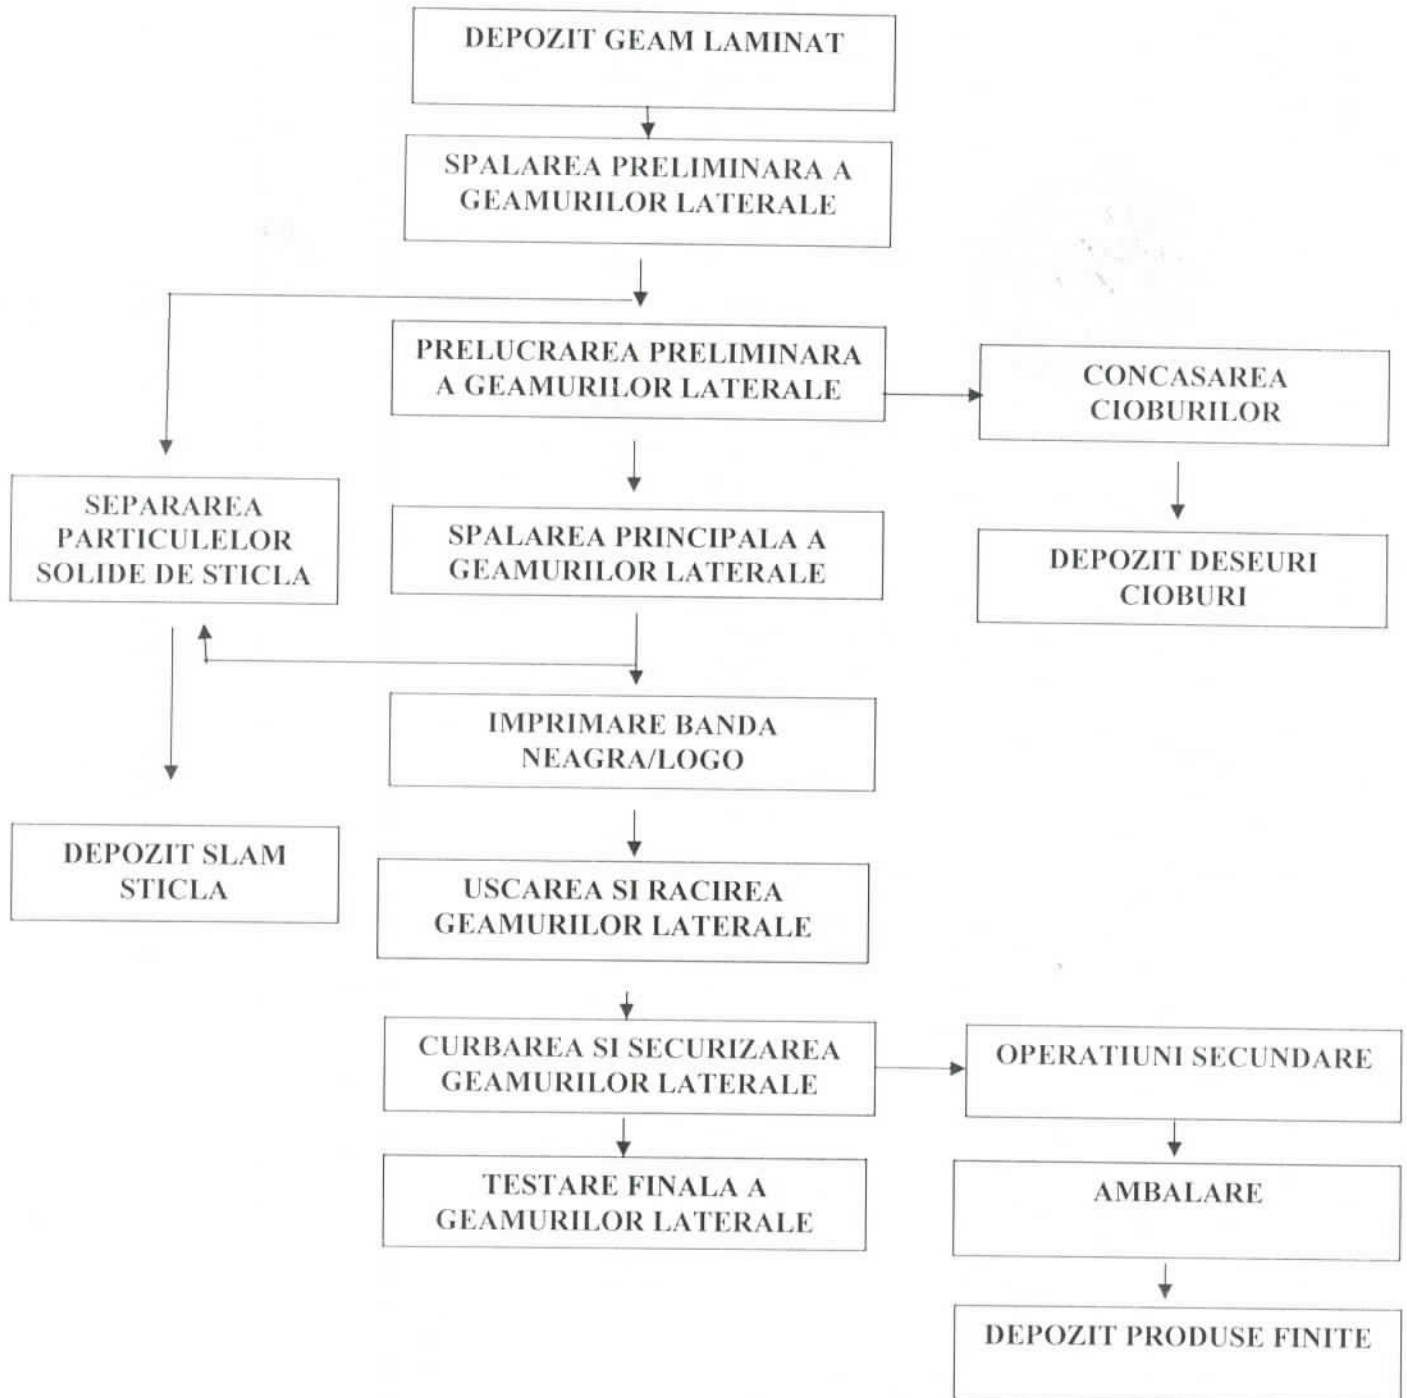 DEPOZIT GEAM LAMINAT
SPALAREA PRELIMINARA A
GEAMURILOR LATERALE
PRELUCRAREA PRELIMINARA
A GEAMURILOR LATERALE
CONCASAREA
CIOBURILOR
SEPARAREA
PARTICULELOR
SOLIDE DE STICLA
SPALAREA PRINCIPALA A
GEAMURILOR LATERALE
DEPOZIT DESEURI
CIOBURI
IMPRIMARE BANDA
NEAGRA/LOGO
DEPOZIT SLAM
STICLA
USCAREA SI RACIREA
GEAMURILOR LATERALE
CURBAREA SI SECURIZAREA
GEAMURILOR LATERALE
OPERATIUNI SECUNDARE
TESTARE FINALA A
GEAMURILOR LATERALE
AMBALARE
DEPOZIT PRODUSE FINITE